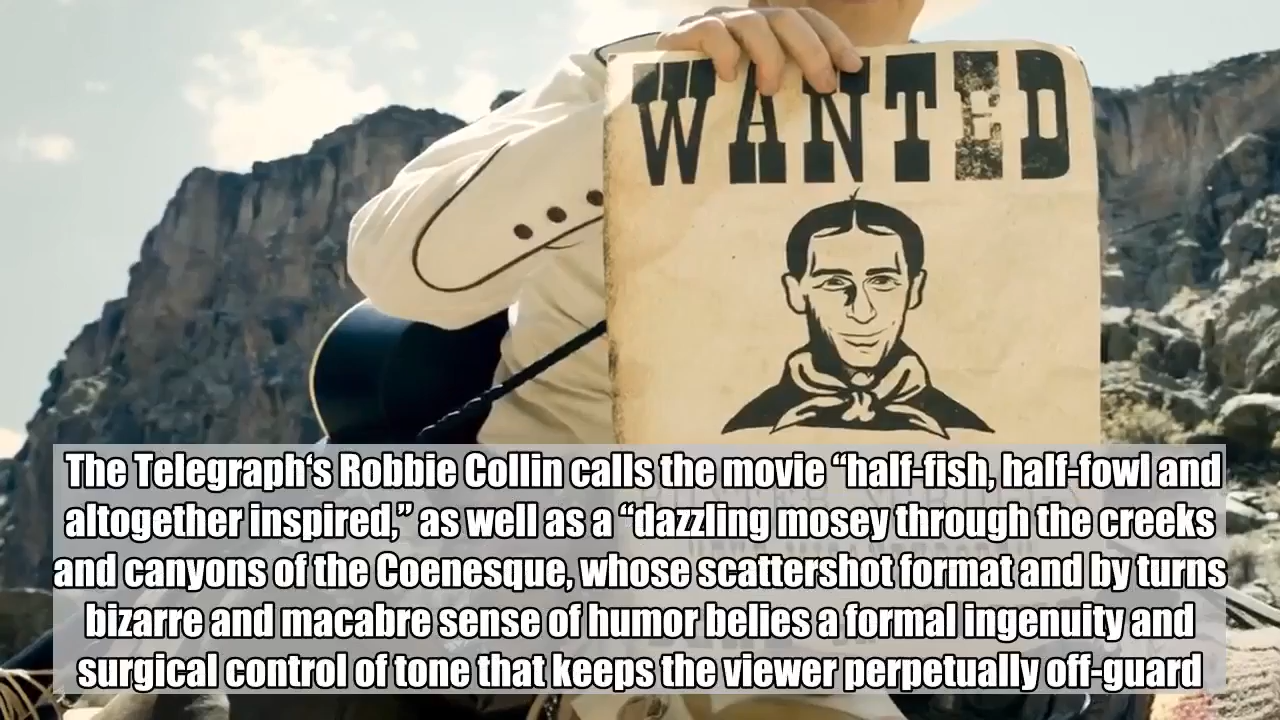 WANTED
The Telegraph‘s Robbie Collin calls the movie “half-fish, half-fowl and
altogether inspired,” as well as a “dazzling mosey through the creeks
and canyons of the Coenesque, whose scattershot format and by turns
bizarre and macabre sense of humor belies a formal ingenuity and
surgical control of tone that keeps the viewer perpetually off-guard